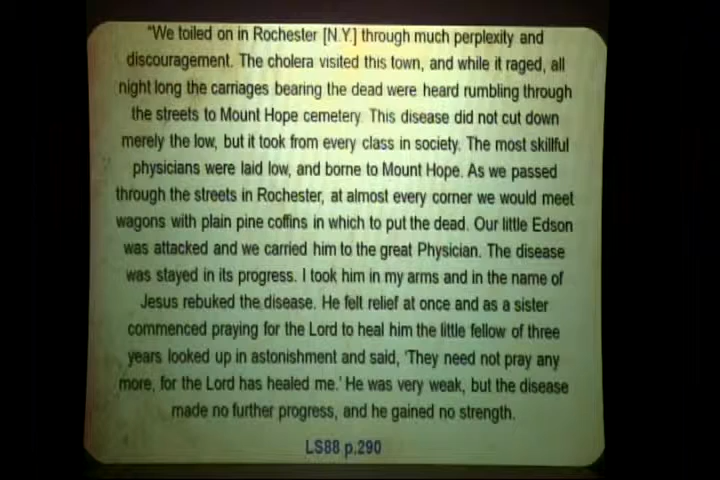 "We toiled on in Rochester [N.Y.] through much perplexity and
discouragement. The cholera visited this town, and while it raged, all
night long the carriages bearing the dead were heard rumbling through
the streets to Mount Hope cemetery. This disease did not cut down
merely the low, but it took from every class in society. The most skillful
physicians were laid low, and borne to Mount Hope. As we passed
through the streets in Rochester, at almost every corner we would meet
wagons with plain pine coffins in which to put the dead. Our little Edson
was attacked and we carried him to the great Physician. The disease
was stayed in its progress. I took him in my arms and in the name of
Jesus rebuked the disease. He felt relief at once and as a sister
commenced praying for the Lord to heal him the little fellow of three
years looked up in astonishment and said, 'They need not pray any
more, for the Lord has healed me.' He was very weak, but the disease
made no further progress, and he gained no strength.
LS88 p.290